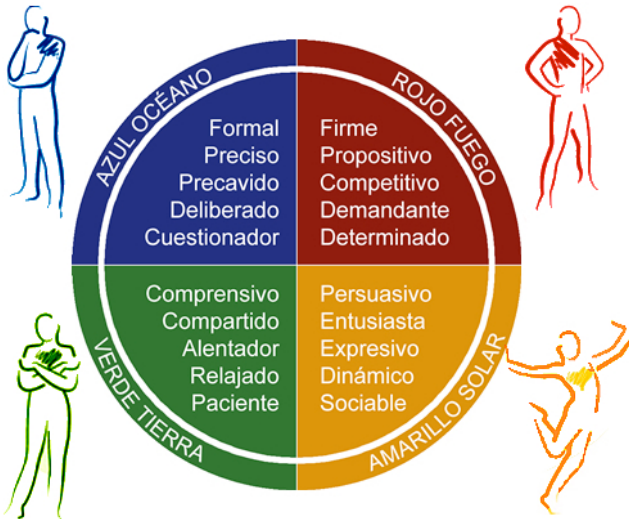 AZUL OCÉANO
Formal
Preciso
Precavido
Deliberado
Cuestionador
ROJO FUEGO
Firme
Propositivo
Competitivo
Demandante
Determinado
VERDE TIERRA
Comprensivo
Compartido
Alentador
Relajado
Paciente
AMARILLO SOLAR
Persuasivo
Entusiasta
Expresivo
Dinámico
Sociable